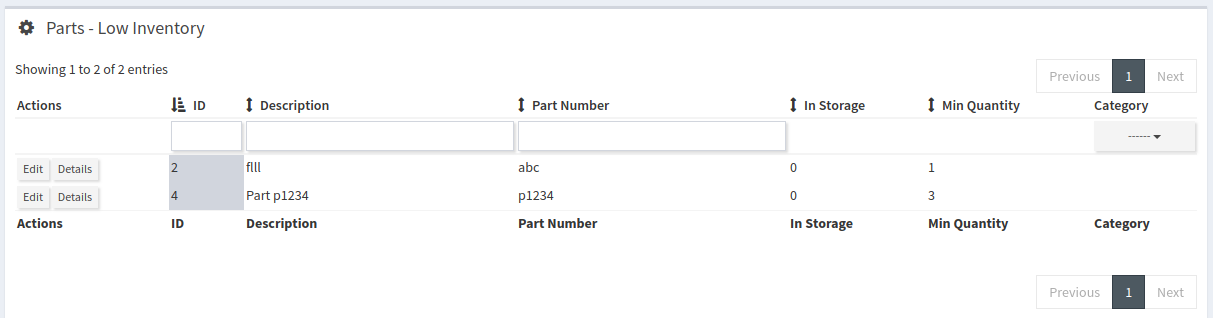 Parts - Low Inventory
Showing 1 to 2 of 2 entries
Previous 1 Next
Actions ID Description Part Number In Storage Min Quantity Category
------
Edit Details 2 flll abc 0 1
Edit Details 4 Part p1234 p1234 0 3
Actions ID Description Part Number In Storage Min Quantity Category
Previous 1 Next